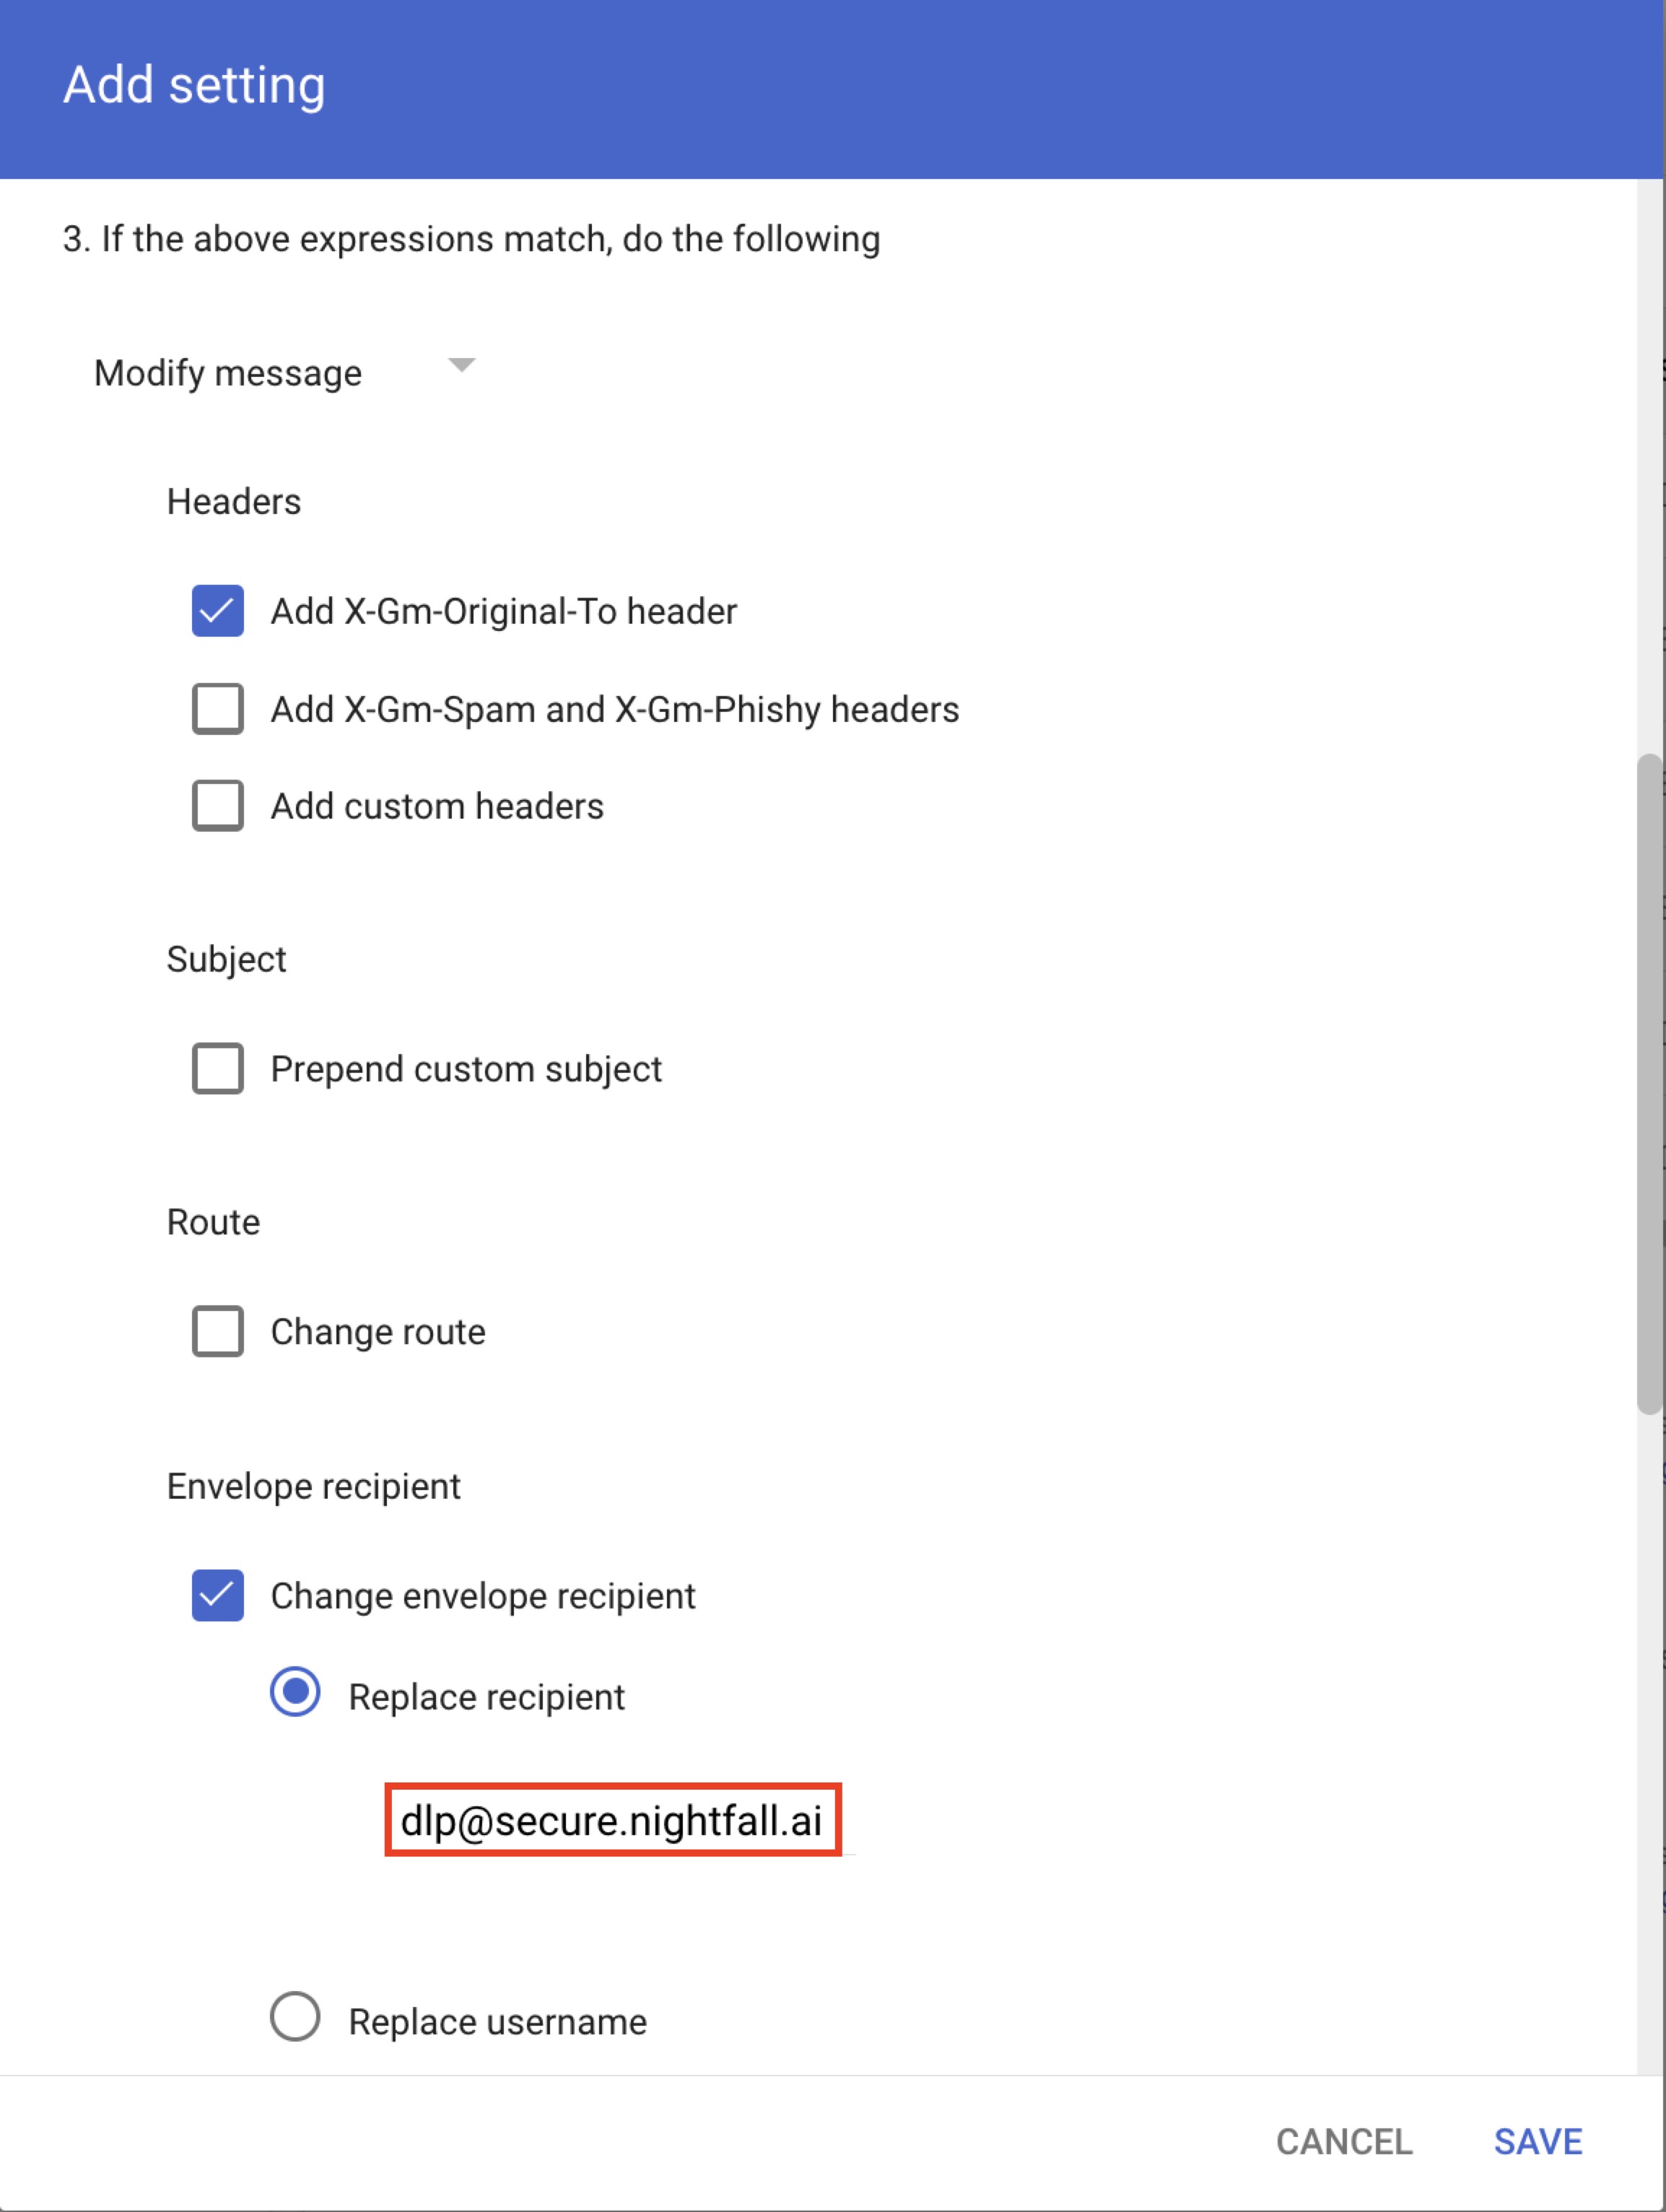 Add setting
3. If the above expressions match, do the following
Modify message
Headers
Add X-Gm-Original-To header
Add X-Gm-Spam and X-Gm-Phishy headers
Add custom headers
Subject
Prepend custom subject
Route
Change route
Envelope recipient
Change envelope recipient
Replace recipient
dlp@secure.nightfall.ai
Replace username
CANCEL SAVE